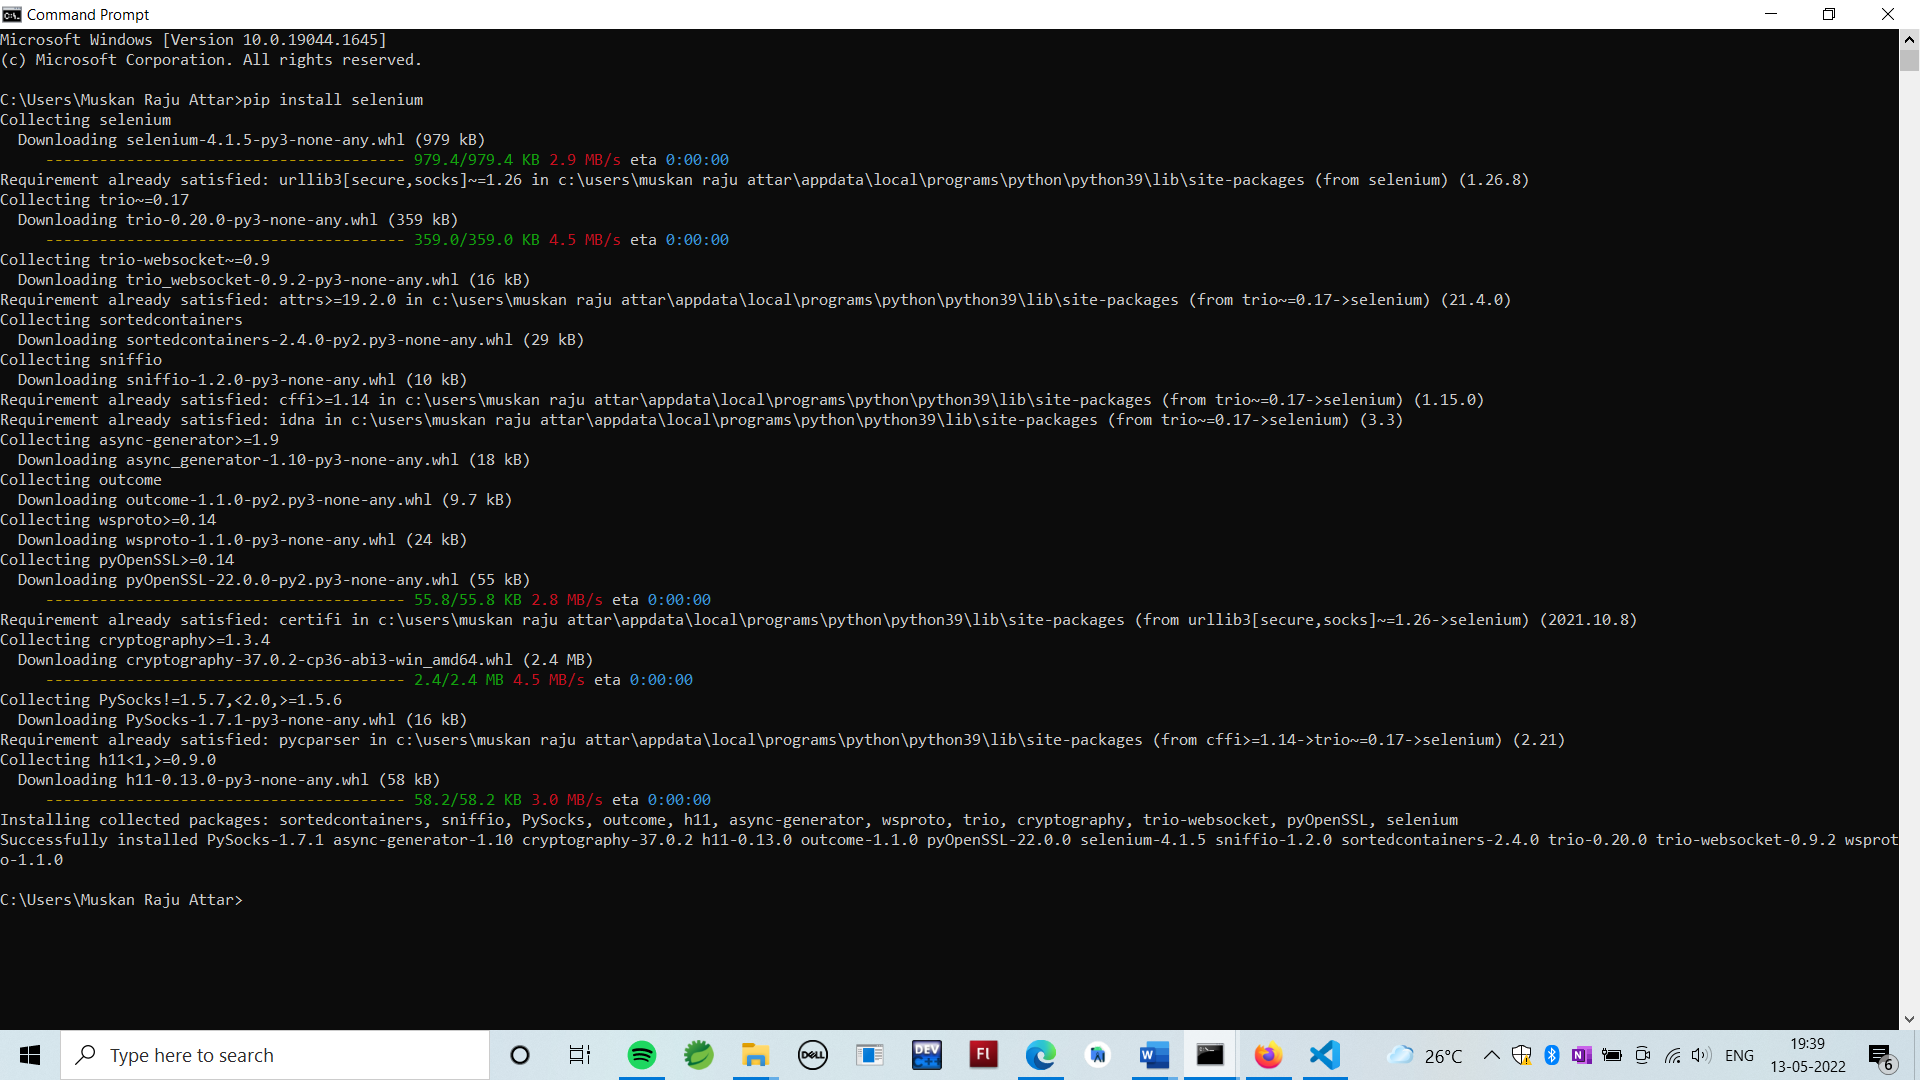 Command Prompt
Microsoft Windows [Version 10.0.19044.1645]
(c) Microsoft Corporation. All rights reserved.
C:\Users\Muskan Raju Attar>pip install selenium
Collecting selenium
Downloading selenium-4.1.5-py3-none-any.whl (979 kB)
---------------------------------------- 979.4/979.4 KB 2.9 MB/s eta 0:00:00
Requirement already satisfied: urllib3[secure,socks]~=1.26 in c:\users\muskan raju attar\appdata\local\programs\python\python39\lib\site-packages (from selenium) (1.26.8)
Collecting trio~=0.17
Downloading trio-0.20.0-py3-none-any.whl (359 kB)
---------------------------------------- 359.0/359.0 KB 4.5 MB/s eta 0:00:00
Collecting trio-websocket~=0.9
Downloading trio_websocket-0.9.2-py3-none-any.whl (16 kB)
Requirement already satisfied: attrs>=19.2.0 in c:\users\muskan raju attar\appdata\local\programs\python\python39\lib\site-packages (from trio~=0.17->selenium) (21.4.0)
Collecting sortedcontainers
Downloading sortedcontainers-2.4.0-py2.py3-none-any.whl (29 kB)
Collecting sniffio
Downloading sniffio-1.2.0-py3-none-any.whl (10 kB)
Requirement already satisfied: cffi>=1.14 in c:\users\muskan raju attar\appdata\local\programs\python\python39\lib\site-packages (from trio~=0.17->selenium) (1.15.0)
Requirement already satisfied: idna in c:\users\muskan raju attar\appdata\local\programs\python\python39\lib\site-packages (from trio~=0.17->selenium) (3.3)
Collecting async-generator>=1.9
Downloading async_generator-1.10-py3-none-any.whl (18 kB)
Collecting outcome
Downloading outcome-1.1.0-py2.py3-none-any.whl (9.7 kB)
Collecting wsproto>=0.14
Downloading wsproto-1.1.0-py3-none-any.whl (24 kB)
Collecting pyOpenSSL>=0.14
Downloading pyOpenSSL-22.0.0-py2.py3-none-any.whl (55 kB)
---------------------------------------- 55.8/55.8 KB 2.8 MB/s eta 0:00:00
Requirement already satisfied: certifi in c:\users\muskan raju attar\appdata\local\programs\python\python39\lib\site-packages (from urllib3[secure,socks]~=1.26->selenium) (2021.10.8)
Collecting cryptography>=1.3.4
Downloading cryptography-37.0.2-cp36-abi3-win_amd64.whl (2.4 MB)
---------------------------------------- 2.4/2.4 MB 4.5 MB/s eta 0:00:00
Collecting PySocks!=1.5.7,<2.0,>=1.5.6
Downloading PySocks-1.7.1-py3-none-any.whl (16 kB)
Requirement already satisfied: pycparser in c:\users\muskan raju attar\appdata\local\programs\python\python39\lib\site-packages (from cffi>=1.14->trio~=0.17->selenium) (2.21)
Collecting h11<1,>=0.9.0
Downloading h11-0.13.0-py3-none-any.whl (58 kB)
---------------------------------------- 58.2/58.2 KB 3.0 MB/s eta 0:00:00
Installing collected packages: sortedcontainers, sniffio, PySocks, outcome, h11, async-generator, wsproto, trio, cryptography, trio-websocket, pyOpenSSL, selenium
Successfully installed PySocks-1.7.1 async-generator-1.10 cryptography-37.0.2 h11-0.13.0 outcome-1.1.0 pyOpenSSL-22.0.0 selenium-4.1.5 sniffio-1.2.0 sortedcontainers-2.4.0 trio-0.20.0 trio-websocket-0.9.2 wsprot
o-1.1.0
C:\Users\Muskan Raju Attar>
Type here to search
DELL
DEV C++
Fl
W
26°C
N
ENG
19:39
13-05-2022
6